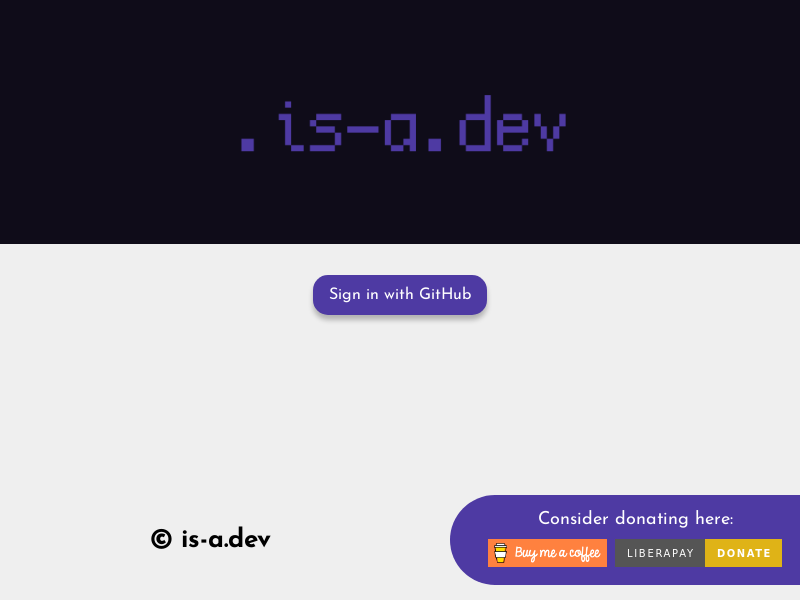 .is-a.dev
Sign in with GitHub
© is-a.dev
Consider donating here:
Buy me a coffee
LIBERAPAY DONATE